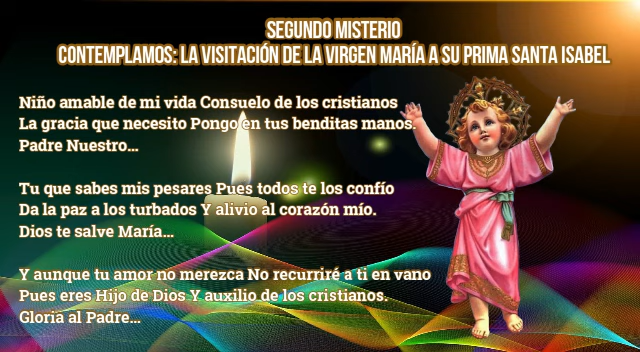 SEGUNDO MISTERIO
CONTEMPLAMOS: LA VISITACIÓN DE LA VIRGEN MARÍA A SU PRIMA SANTA ISABEL
Niño amable de mi vida Consuelo de los cristianos
La gracia que necesito Pongo en tus benditas manos.
Padre Nuestro...
Tu que sabes mis pesares Pues todos te los confío
Da la paz a los turbados Y alivio al corazón mío.
Dios te salve María...
Y aunque tu amor no merezca No recurriré a ti en vano
Pues eres Hijo de Dios Y auxilio de los cristianos.
Gloria al Padre...